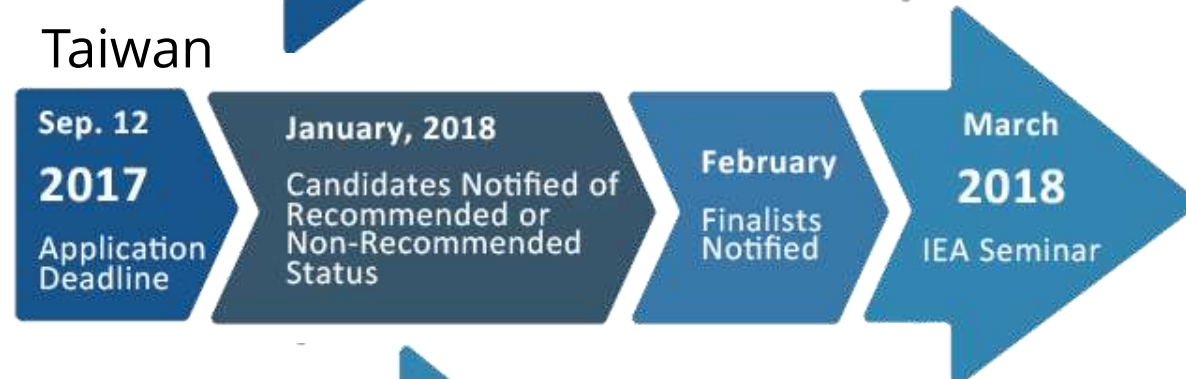 Taiwan
Sep. 12
2017
Application
Deadline
January, 2018
Candidates Notified of
Recommended or
Non-Recommended
Status
February
Finalists
Notified
March
2018
IEA Seminar